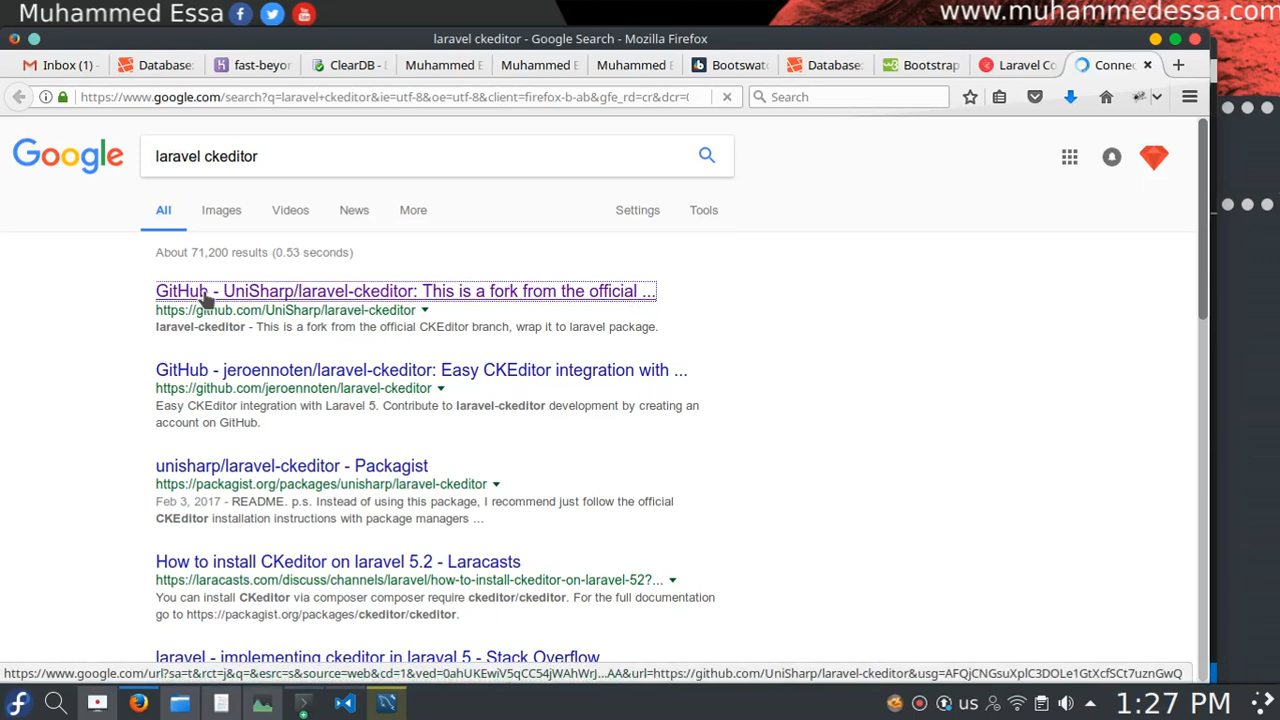 Muhammed Essa
www.muhammedessa.com
laravel ckeditor - Google Search - Mozilla Firefox
Inbox (1) - Database: fast-beyo ClearDB - Muhammed E Muhammed E Muhammed E Bootswat Database: Bootstrap Laravel Co Connec
https://www.google.com/search?q=laravel+ckeditor&ie=utf-8&oe=utf-8&client=firefox-b-ab&gfe_rd=cr&dcr=0 Search
Google laravel ckeditor
All Images Videos News More Settings Tools
About 71,200 results (0.53 seconds)
GitHub - UniSharp/laravel-ckeditor: This is a fork from the official ...
https://github.com/UniSharp/laravel-ckeditor
laravel-ckeditor - This is a fork from the official CKEditor branch, wrap it to laravel package.
GitHub - jeroennoten/laravel-ckeditor: Easy CKEditor integration with ...
https://github.com/jeroennoten/laravel-ckeditor
Easy CKEditor integration with Laravel 5. Contribute to laravel-ckeditor development by creating an
account on GitHub.
unisharp/laravel-ckeditor - Packagist
https://packagist.org/packages/unisharp/laravel-ckeditor
Feb 3, 2017 - README. p.s. Instead of using this package, I recommend just follow the official
CKEditor installation instructions with package managers ...
How to install CKeditor on laravel 5.2 - Laracasts
https://laracasts.com/discuss/channels/laravel/how-to-install-ckeditor-on-laravel-52?...
You can install CKeditor via composer composer require ckeditor/ckeditor. For the full documentation
go to https://packagist.org/packages/ckeditor/ckeditor.
laravel - implementing ckeditor in laraval 5 - Stack Overflow
https://www.google.com/url?sa=t&rct=j&q=&esrc=s&source=web&cd=1&ved=0ahUKEwiV5qCC54jWAhWrJ...AA&url=https://github.com/UniSharp/laravel-ckeditor&usg=AFQjCNGsuXplC3DOLe1GtXcfSCt7uznGwQ
us 1:27 PM